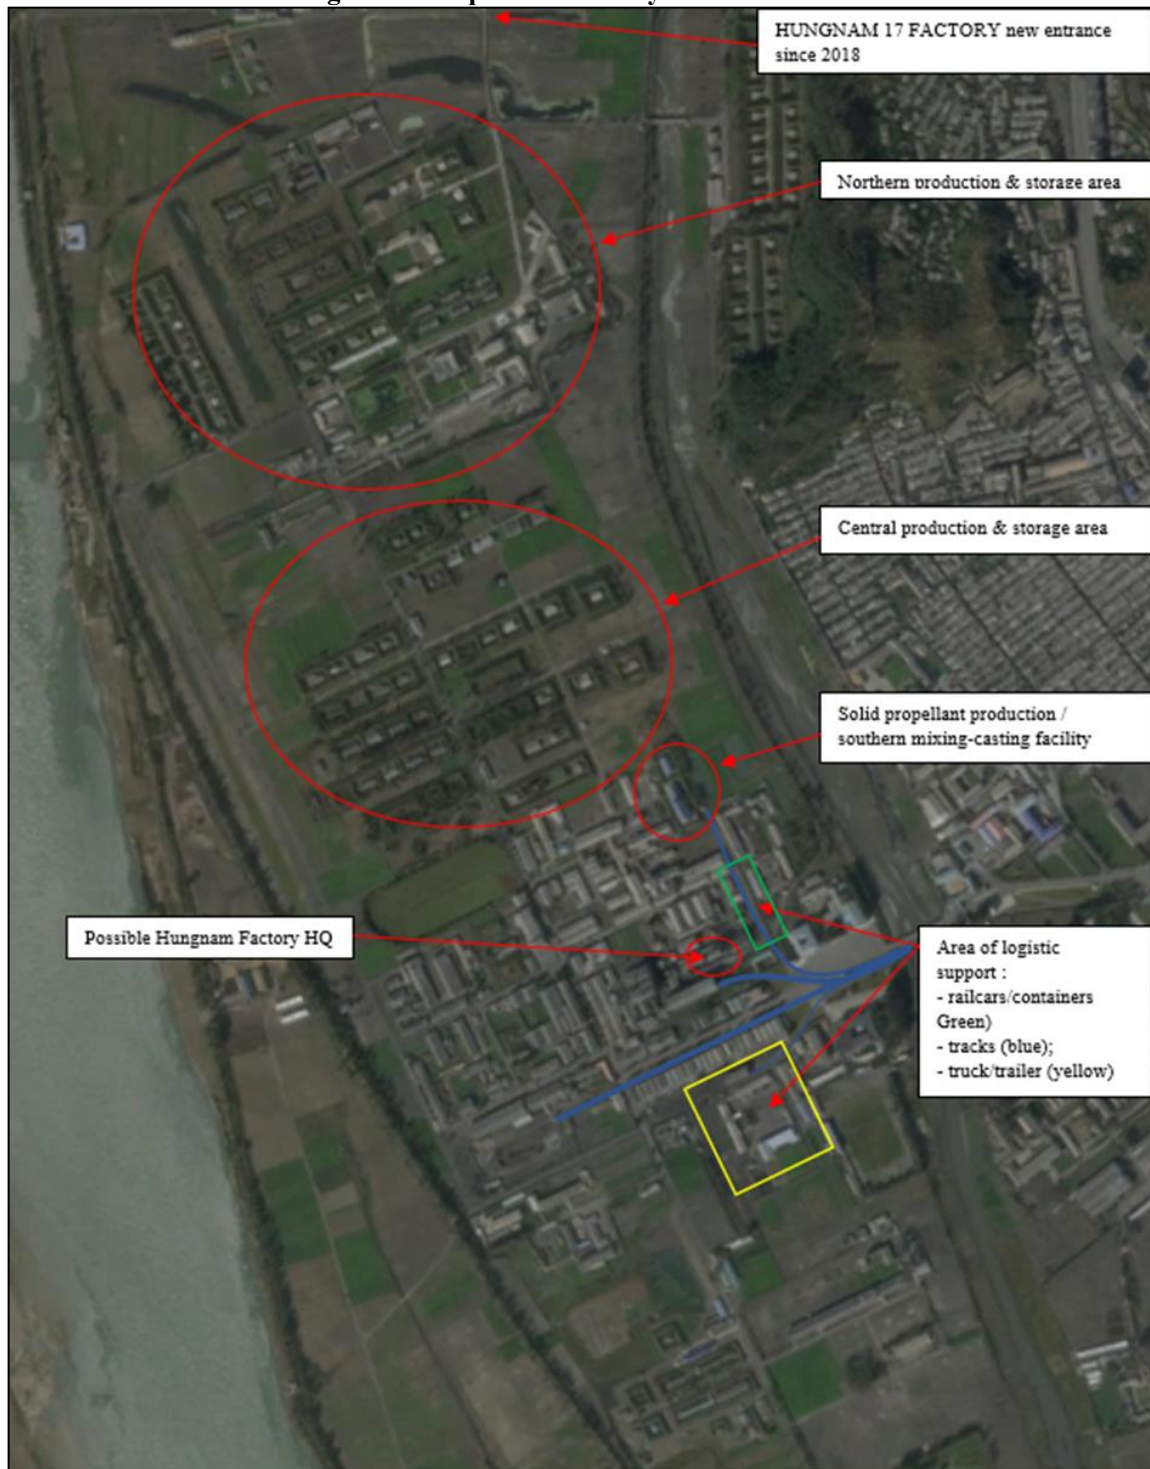 HUNGNAM 17 FACTORY new entrance
since 2018
Northern production & storage area
Central production & storage area
Solid propellant production /
southern mixing-casting facility
Possible Hungnam Factory HQ
Area of logistic
support :
- railcars/containers
Green)
- tracks (blue);
- truck/trailer (yellow)